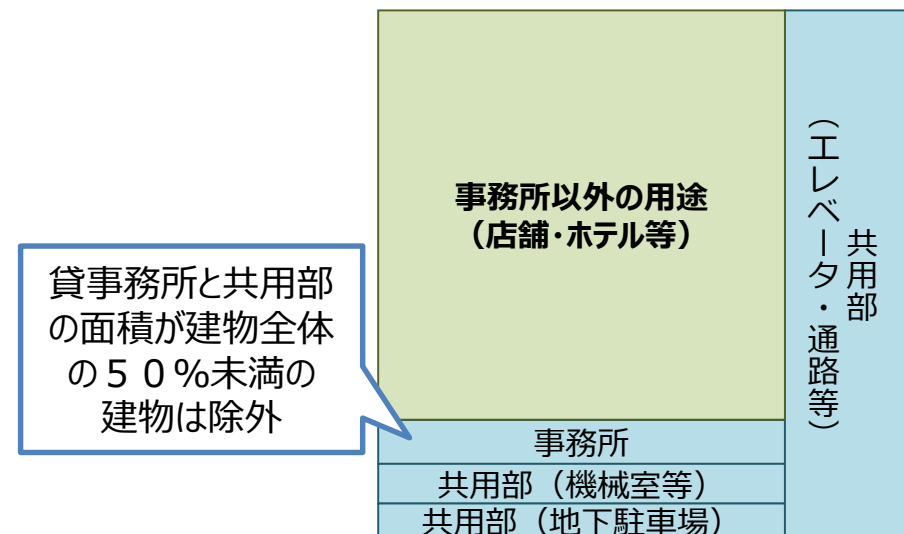 事務所以外の用途
（店舗・ホテル等）
共用部
（エレベータ・通路等）
貸事務所と共用部
の面積が建物全体
の５０％未満の
建物は除外
事務所
共用部（機械室等）
共用部（地下駐車場）